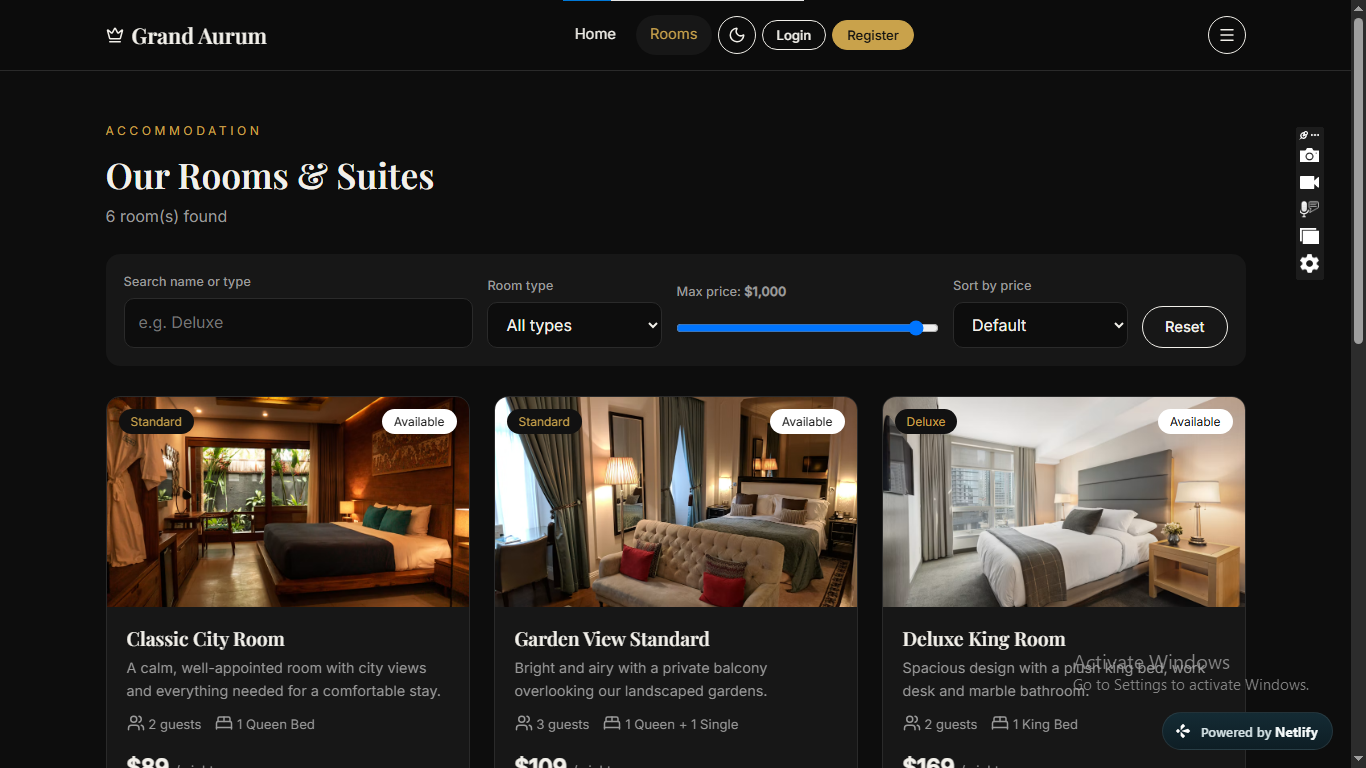 Grand Aurum
Home
Rooms
Login
Register
ACCOMMODATION
Our Rooms & Suites
6 room(s) found
Search name or type
e.g. Deluxe
Room type
All types
Max price: $1,000
Sort by price
Default
Reset
Standard
Available
Standard
Available
Deluxe
Available
Classic City Room
A calm, well-appointed room with city views
and everything needed for a comfortable stay.
2 guests
1 Queen Bed
$89
Garden View Standard
Bright and airy with a private balcony
overlooking our landscaped gardens.
3 guests
1 Queen + 1 Single
$109
Deluxe King Room
Spacious design with a plush king bed, work
desk and marble bathroom.
2 guests
1 King Bed
$169
Activate Windows
Go to Settings to activate Windows.
Powered by Netlify